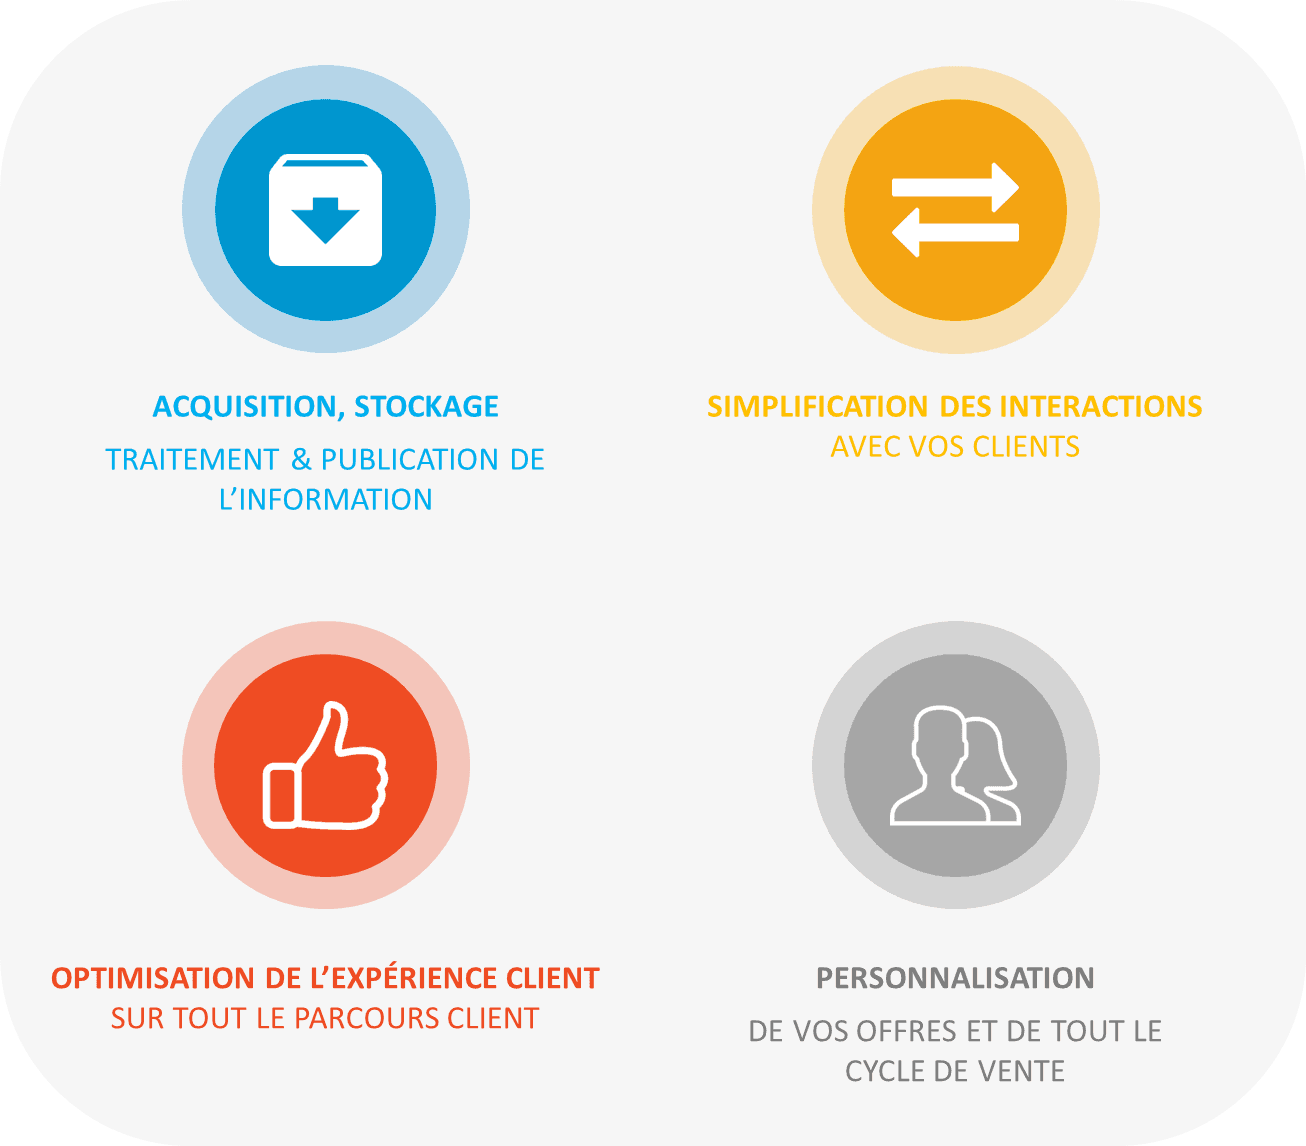 ACQUISITION, STOCKAGE
TRAITEMENT & PUBLICATION DE
L’INFORMATION
SIMPLIFICATION DES INTERACTIONS
AVEC VOS CLIENTS
OPTIMISATION DE L’EXPÉRIENCE CLIENT
SUR TOUT LE PARCOURS CLIENT
PERSONNALISATION
DE VOS OFFRES ET DE TOUT LE
CYCLE DE VENTE